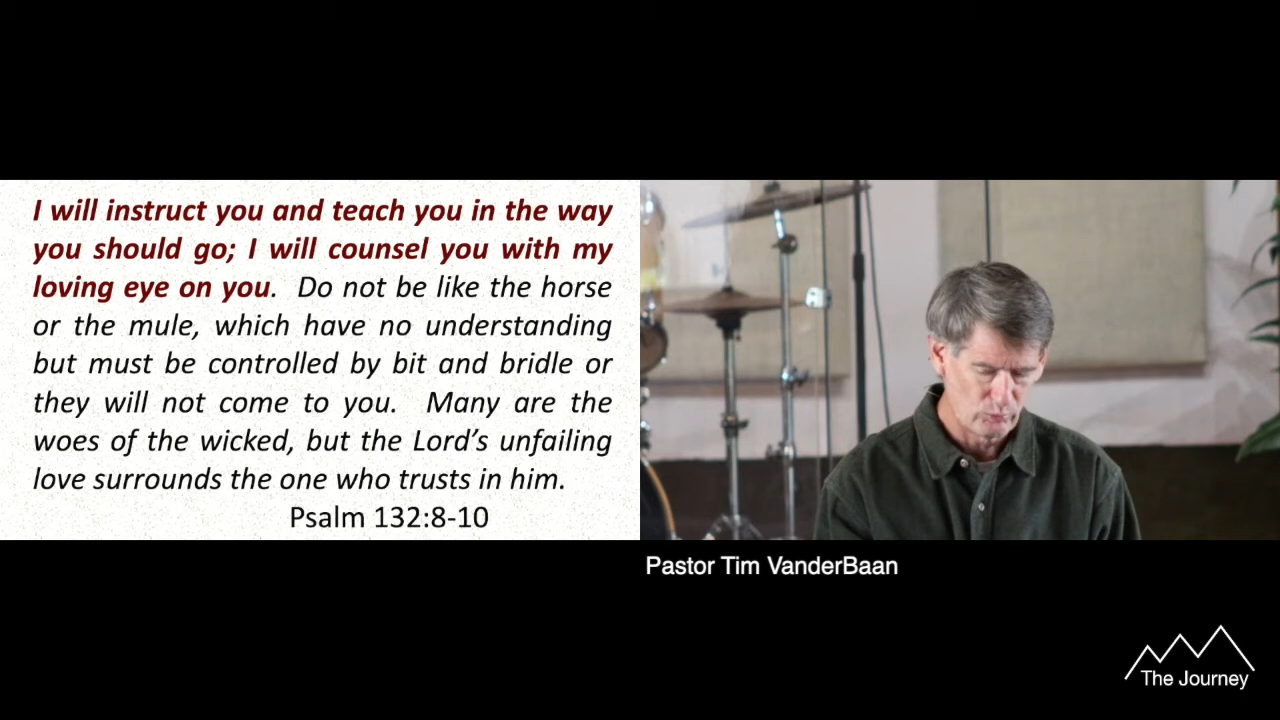 I will instruct you and teach you in the way
you should go; I will counsel you with my
loving eye on you.  Do not be like the horse
or the mule, which have no understanding
but must be controlled by bit and bridle or
they will not come to you.  Many are the
woes of the wicked, but the Lord’s unfailing
love surrounds the one who trusts in him.
Psalm 132:8-10
Pastor Tim VanderBaan
The Journey